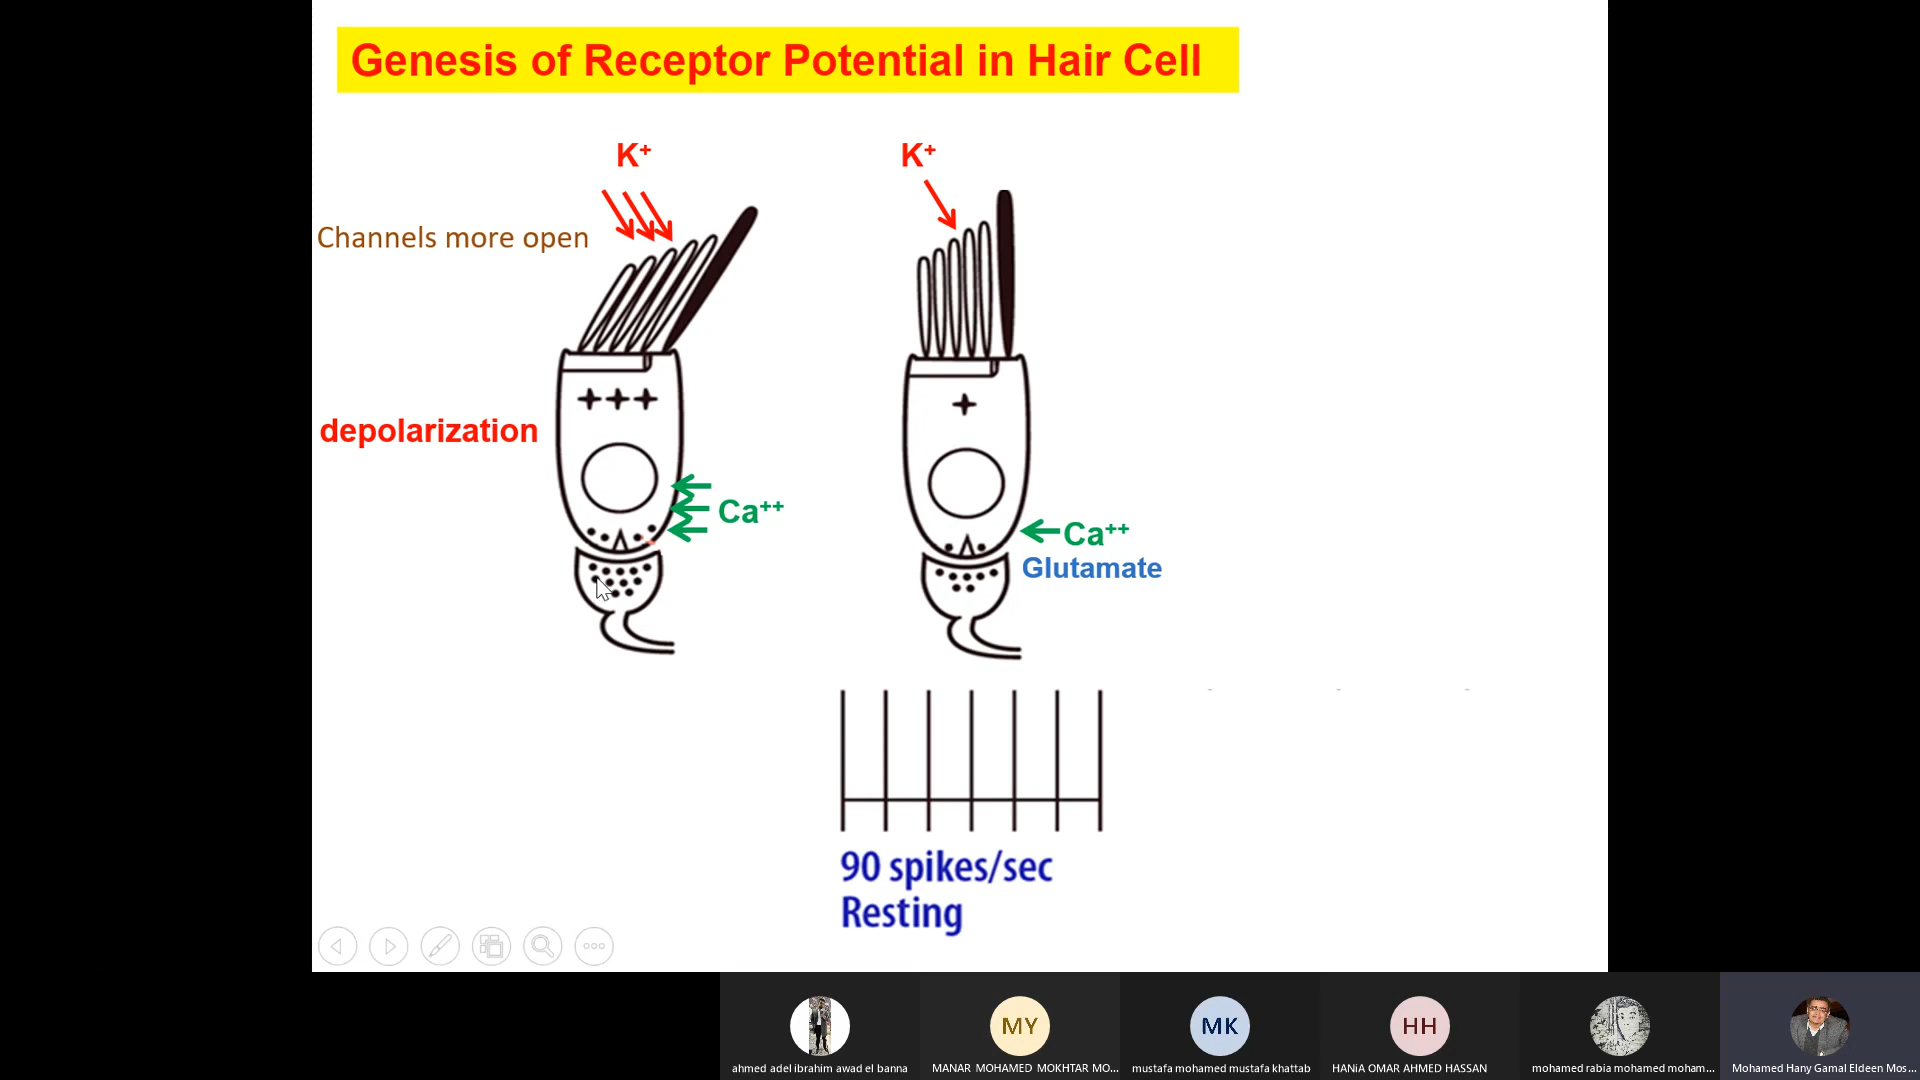 Genesis of Receptor Potential in Hair Cell
K+
K+
Channels more open
+++
+
depolarization
Ca++
Ca++
Glutamate
90 spikes/sec
Resting
MY
MK
HH
ahmed adel ibrahim awad el banna
MANAR MOHAMED MOKHTAR MO...
mustafa mohamed mustafa khattab
HANiA OMAR AHMED HASSAN
mohamed rabia mohamed moham...
Mohamed Hany Gamal Eldeen Mos...